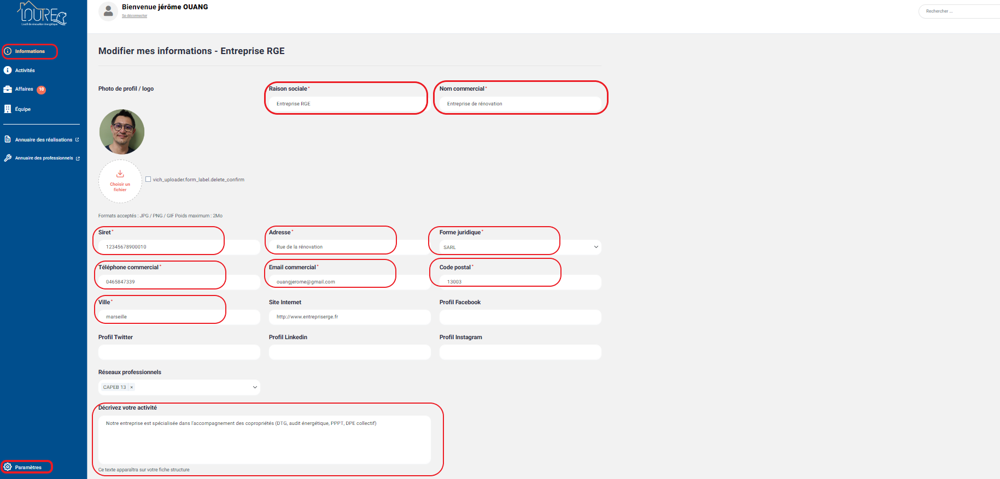 LOUREQ
L'outil de rénovation énergétique
Bienvenue jérôme OUANG
Se déconnecter
Rechercher ...
Informations
Activités
Affaires 10
Équipe
Annuaire des réalisations
Annuaire des professionnels
Paramètres
Modifier mes informations - Entreprise RGE
Photo de profil / logo
Raison sociale*
Entreprise RGE
Nom commercial*
Entreprise de rénovation
Choisir un
fichier
vich_uploader.form_label.delete_confirm
Formats acceptés : JPG / PNG / GIF Poids maximum : 2Mo
Siret*
12345678900010
Adresse*
Rue de la rénovation
Forme juridique*
SARL
Téléphone commercial*
0465847339
Email commercial*
ouangjerome@gmail.com
Code postal*
13003
Ville*
marseille
Site Internet
http://www.entrepriserge.fr
Profil Facebook
Profil Twitter
Profil Linkedin
Profil Instagram
Réseaux professionnels
CAPEB 13 ×
Décrivez votre activité
Notre entreprise est spécialisée dans l'accompagnement des copropriétés (DTG, audit énergétique, PPPT, DPE collectif)
Ce texte apparaîtra sur votre fiche structure